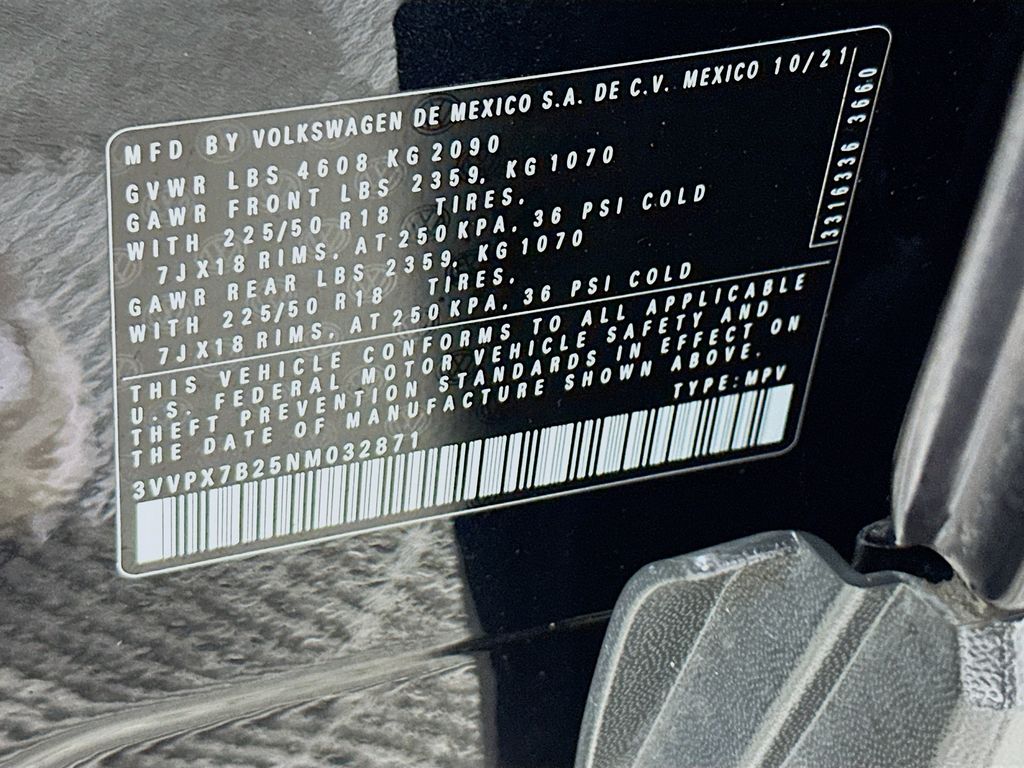 MFD BY VOLKSWAGEN DE MEXICO S.A. DE C.V. MEXICO 10/21
GVWR LBS 4608 KG 2090
GAWR FRONT LBS 2359, KG 1070
WITH 225/50 R18 TIRES,
7JX18 RIMS, AT 250 KPA, 36 PSI COLD
GAWR REAR LBS 2359, KG 1070
WITH 225/50 R18 TIRES,
7JX18 RIMS, AT 250 KPA, 36 PSI COLD
3316336 3660
THIS VEHICLE CONFORMS TO ALL APPLICABLE
U.S. FEDERAL MOTOR VEHICLE SAFETY AND
THEFT PREVENTION STANDARDS IN EFFECT ON
THE DATE OF MANUFACTURE SHOWN ABOVE.
TYPE: MPV
3VVPX7B25NM032871